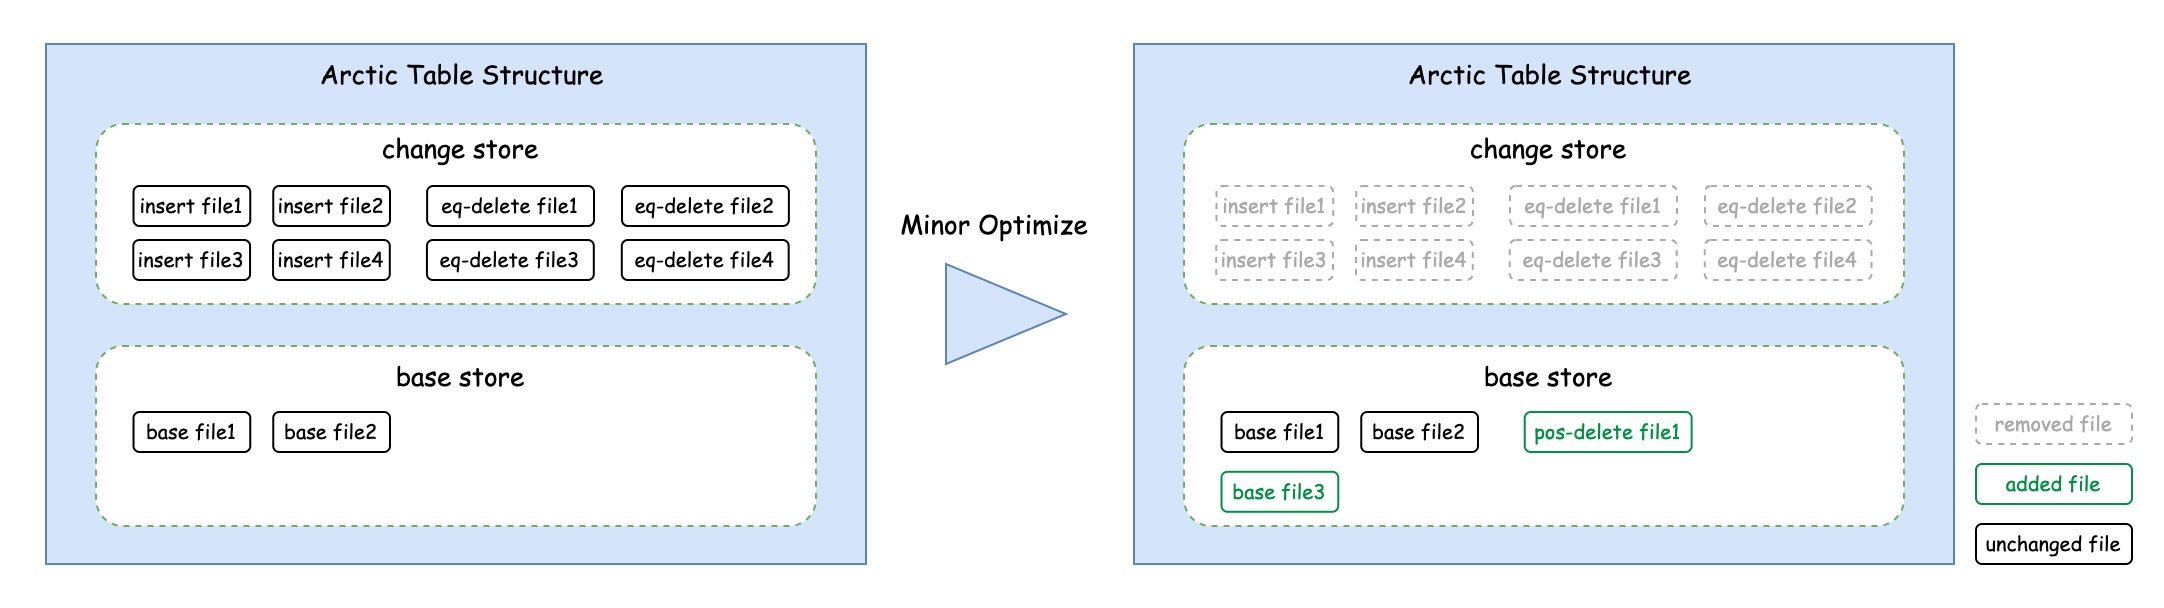 Arctic Table Structure
change store
insert file1 insert file2 eq-delete file1 eq-delete file2
insert file3 insert file4 eq-delete file3 eq-delete file4
base store
base file1 base file2
Minor Optimize
Arctic Table Structure
change store
insert file1 insert file2 eq-delete file1 eq-delete file2
insert file3 insert file4 eq-delete file3 eq-delete file4
base store
base file1 base file2 pos-delete file1
base file3
removed file
added file
unchanged file